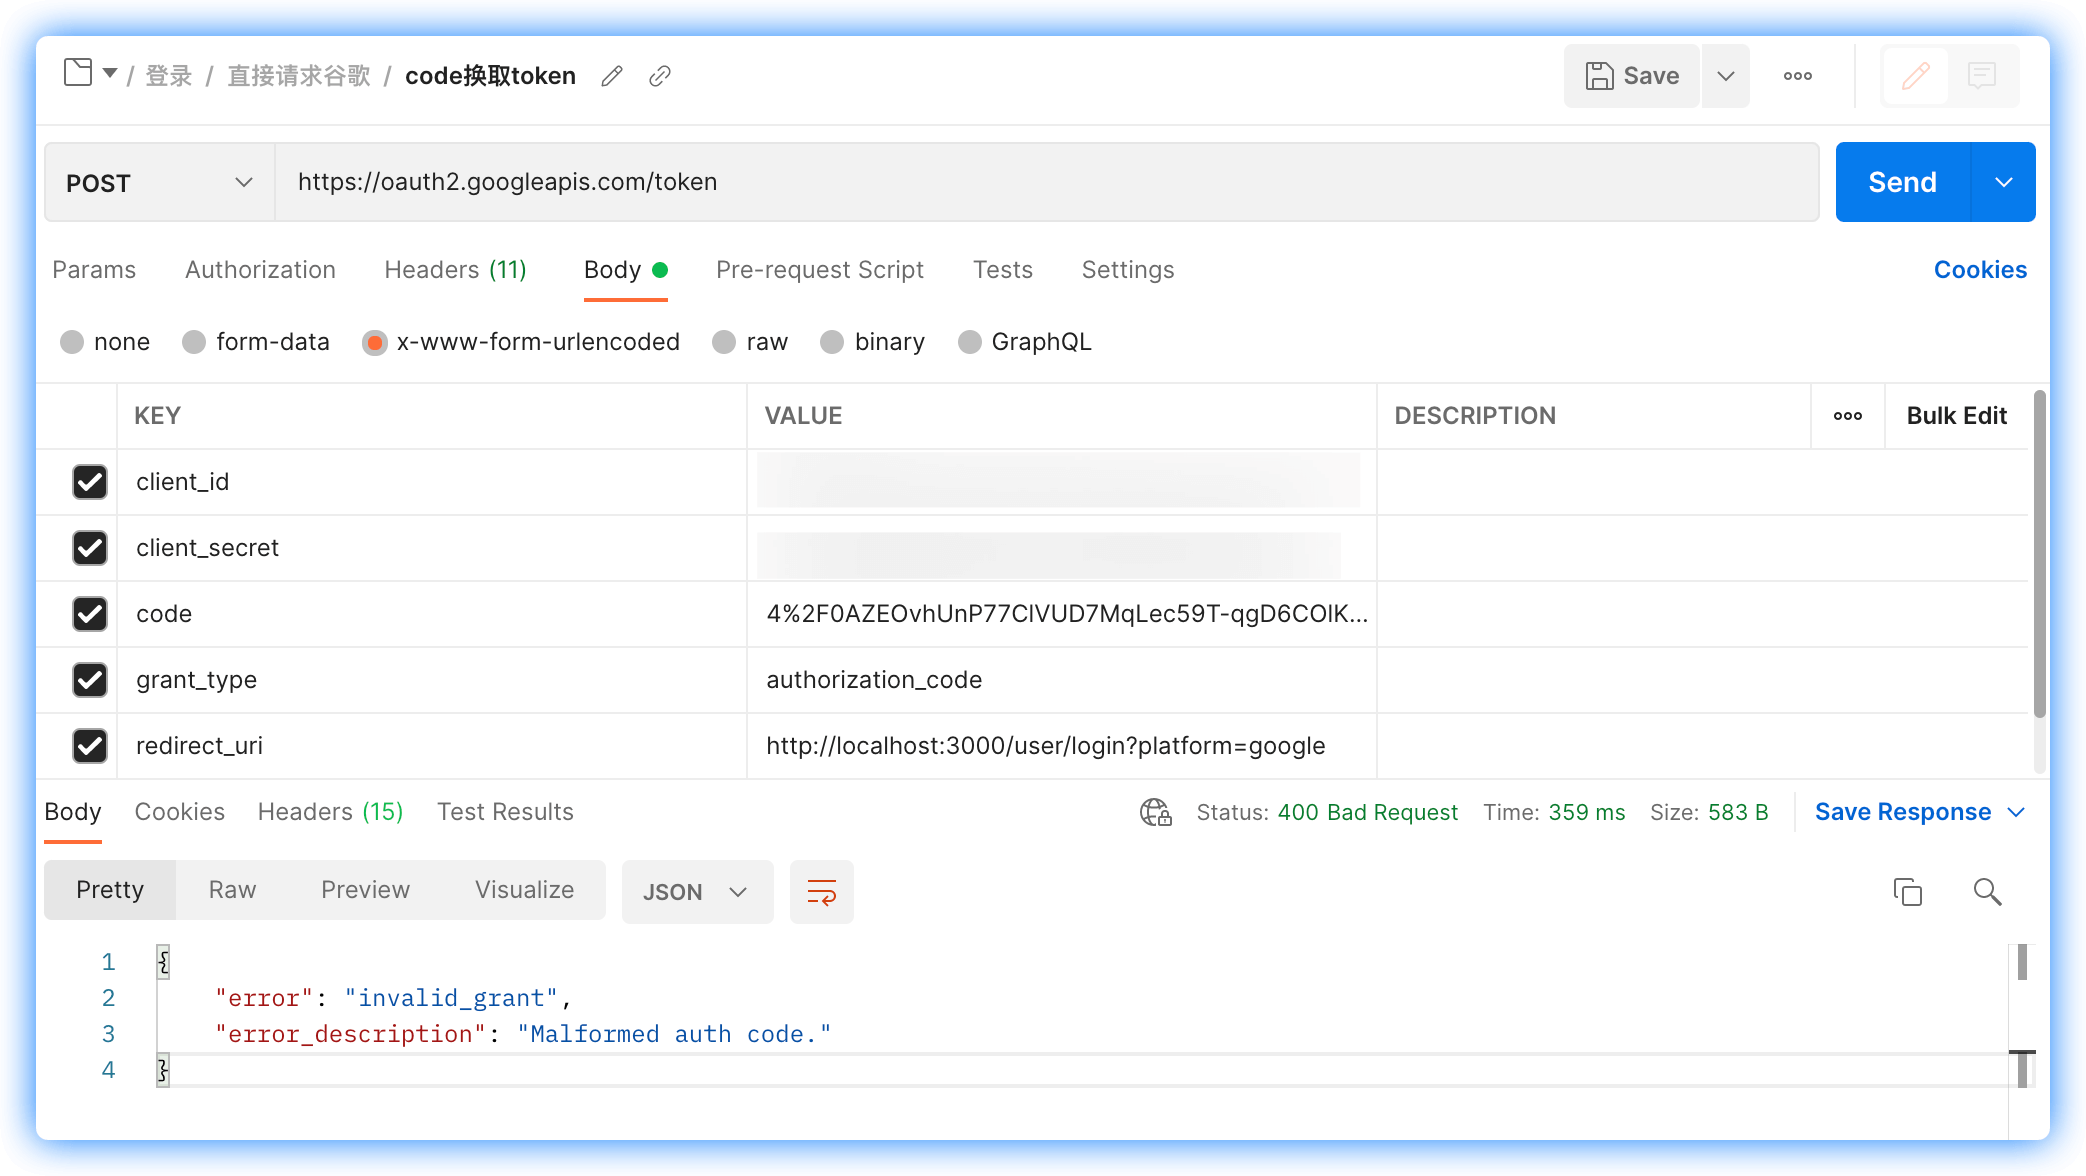 / 登录 / 直接请求谷歌 / code换取token
Save
POST
https://oauth2.googleapis.com/token
Send
Params Authorization Headers (11) Body Pre-request Script Tests Settings Cookies
none form-data x-www-form-urlencoded raw binary GraphQL
KEY VALUE DESCRIPTION ooo Bulk Edit
client_id
client_secret
code 4%2F0AZEOvhUnP77ClVUD7MqLec59T-qgD6COlK...
grant_type authorization_code
redirect_uri http://localhost:3000/user/login?platform=google
Body Cookies Headers (15) Test Results Status: 400 Bad Request Time: 359 ms Size: 583 B Save Response
Pretty Raw Preview Visualize JSON
1 {
2 "error": "invalid_grant",
3 "error_description": "Malformed auth code."
4 }